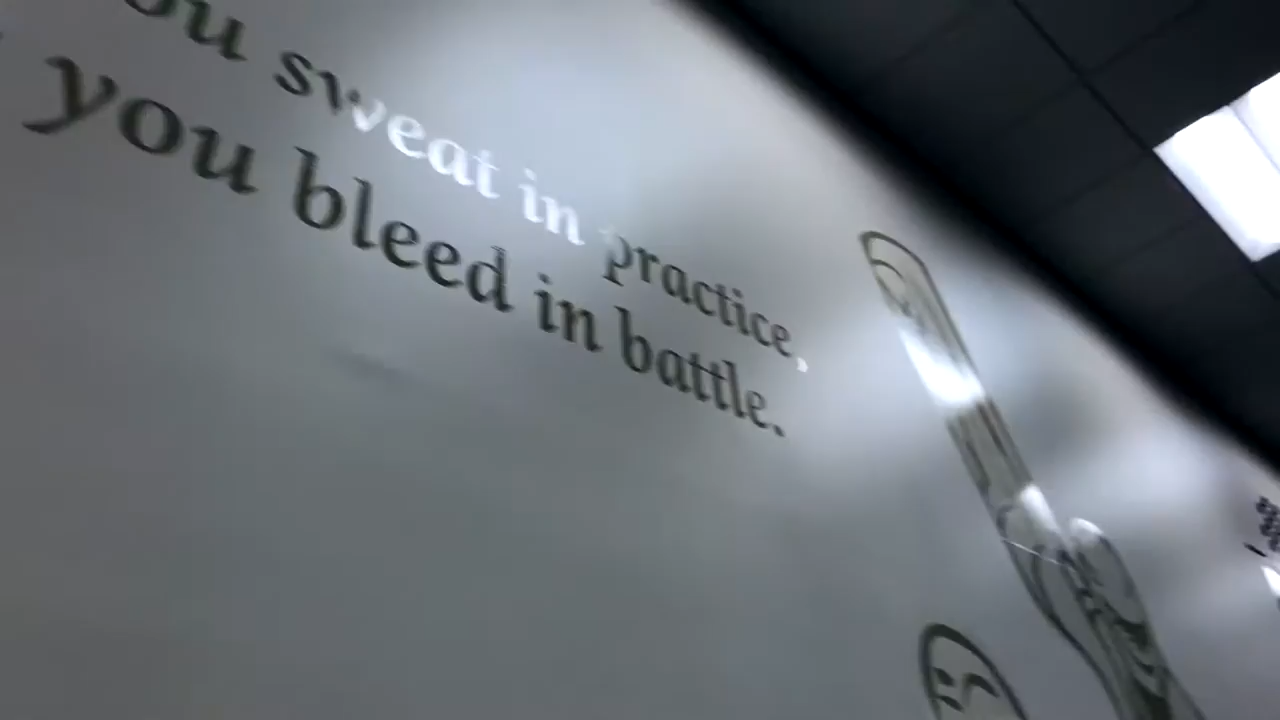 ou sweat in practice,
you bleed in battle.